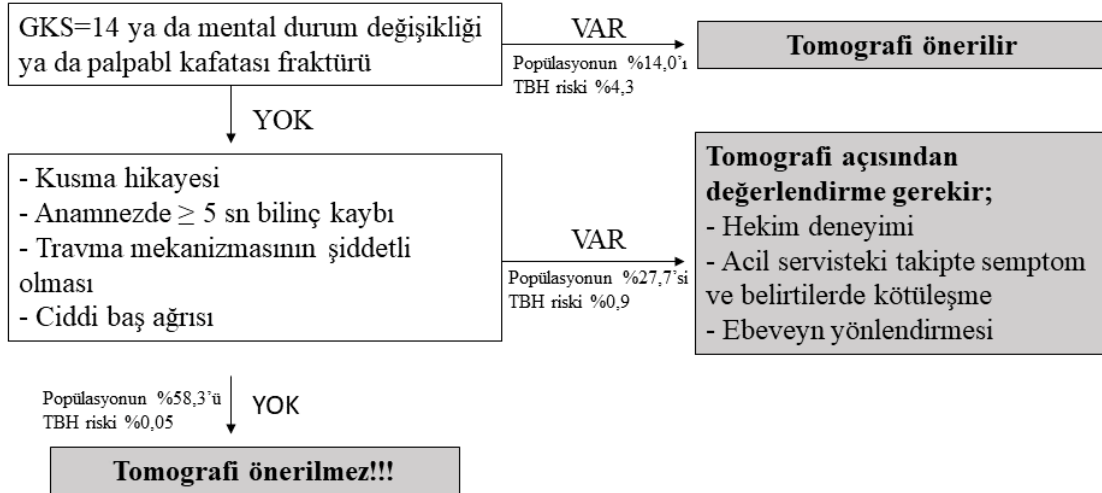 GKS=14 ya da mental durum değişikliği
ya da palpabl kafatası fraktürü
VAR
Popülasyonun %14,0'ı
TBH riski %4,3
Tomografi önerilir
YOK
- Kusma hikayesi
- Anamnezde ≥ 5 sn bilinç kaybı
- Travma mekanizmasının şiddetli
olması
- Ciddi baş ağrısı
VAR
Popülasyonun %27,7'si
TBH riski %0,9
Tomografi açısından
değerlendirme gerekir;
- Hekim deneyimi
- Acil servisteki takipte semptom
ve belirtilerde kötüleşme
- Ebeveyn yönlendirmesi
Popülasyonun %58,3'ü
TBH riski %0,05
YOK
Tomografi önerilmez!!!